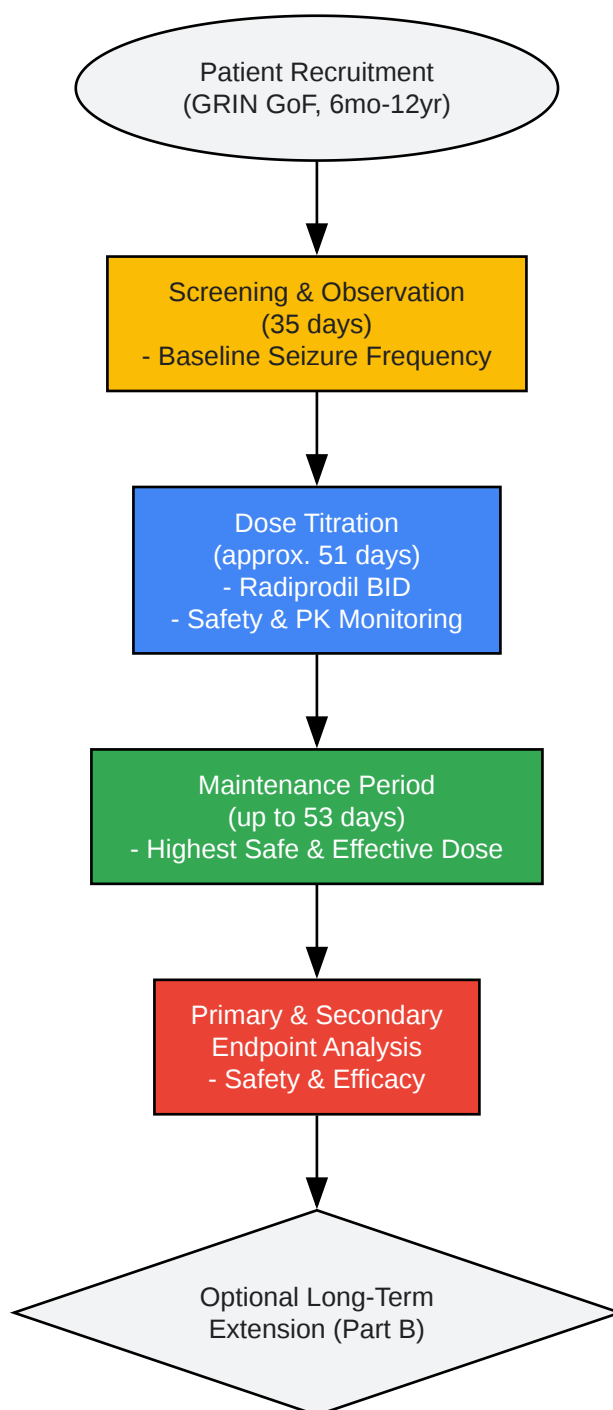 Patient Recruitment
(GRIN GoF, 6mo-12yr)
Screening & Observation
(35 days)
- Baseline Seizure Frequency
Dose Titration
(approx. 51 days)
- Radiprodil BID
- Safety & PK Monitoring
Maintenance Period
(up to 53 days)
- Highest Safe & Effective Dose
Primary & Secondary
Endpoint Analysis
- Safety & Efficacy
Optional Long-Term
Extension (Part B)